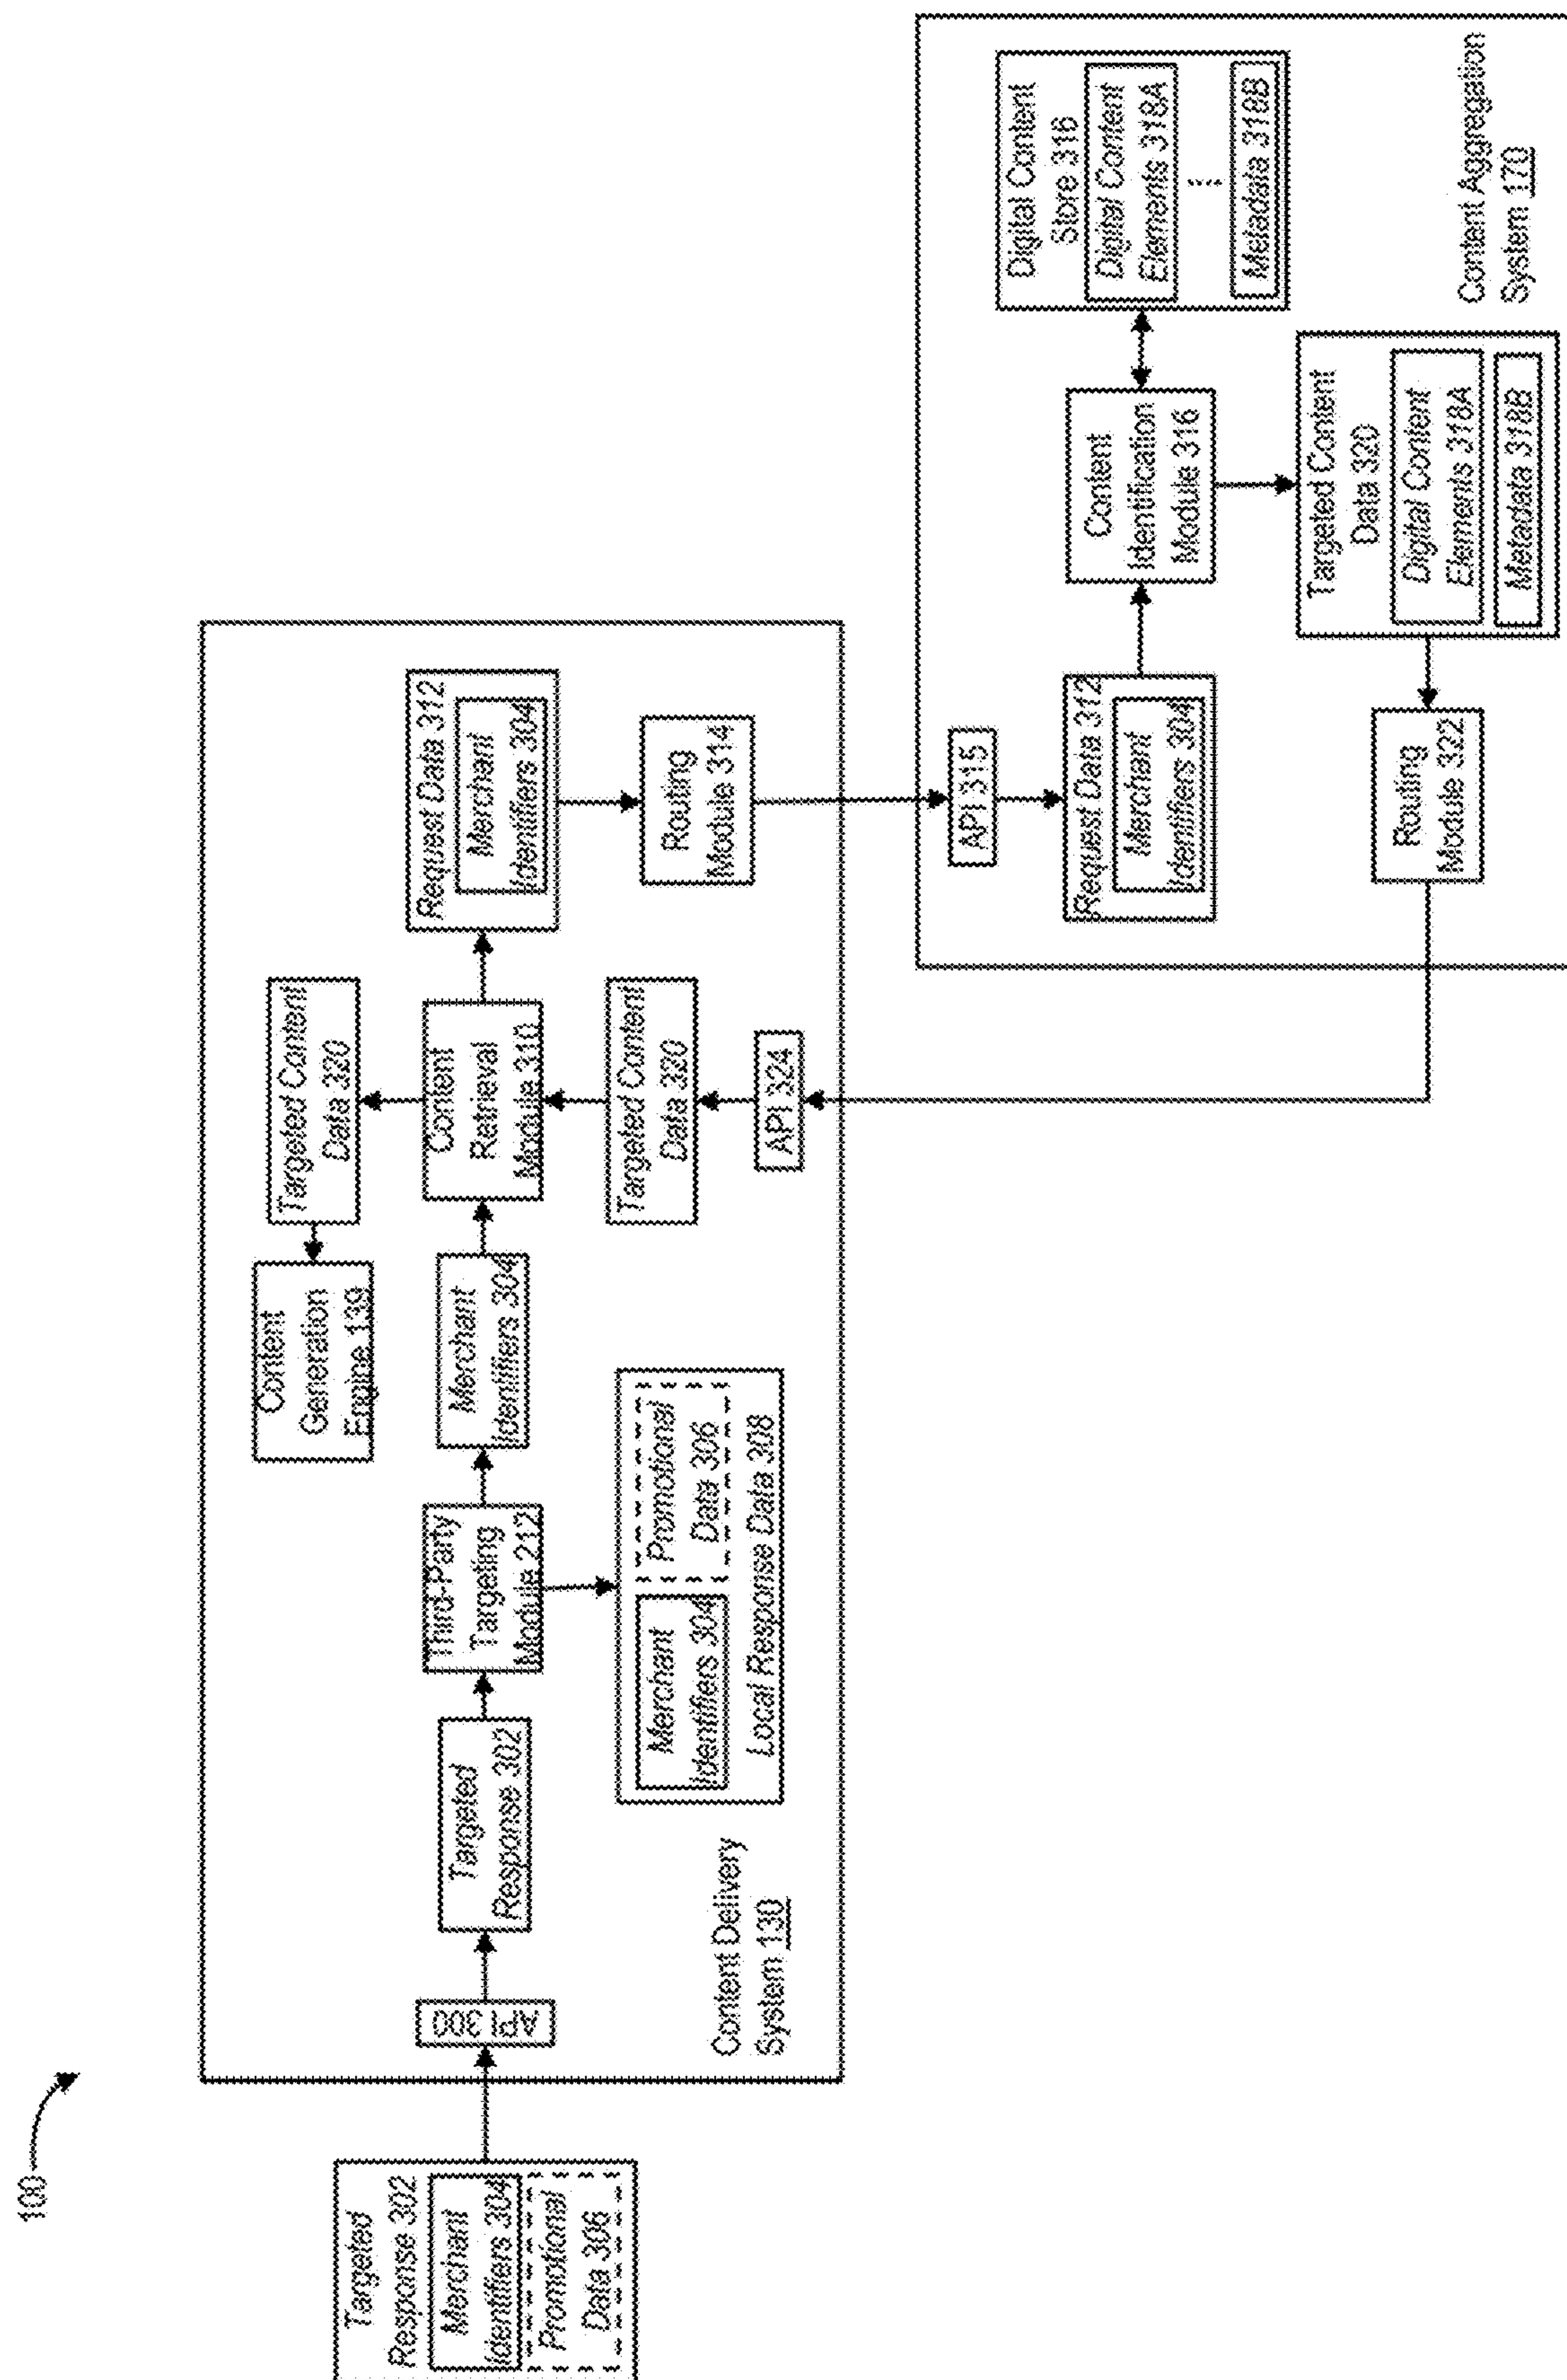 100
Targeted
Response 302
Merchant
Identifiers 304
Promotional
Data 306
API 300
Targeted
Response 302
Third-Party
Targeting
Module 212
Merchant
Identifiers 304
Promotional
Data 306
Local Response Data 308
Merchant
Identifiers 304
Content
Retrieval
Module 310
Targeted Content
Data 320
Content
Generation
Engine 139
Targeted Content
Data 320
API 324
Request Data 312
Merchant
Identifiers 304
Routing
Module 314
Content Delivery
System 130
API 315
Request Data 312
Merchant
Identifiers 304
Content
Identification
Module 316
Digital Content
Store 316
Digital Content
Elements 318A
Metadata 318B
Targeted Content
Data 320
Digital Content
Elements 318A
Metadata 318B
Routing
Module 322
Content Aggregation
System 170